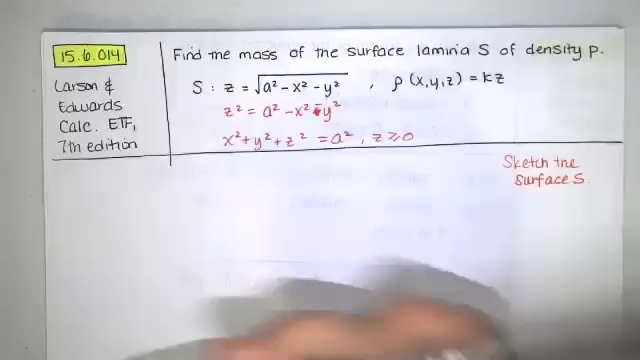 15.6.014
Find the mass of the surface lamina S of density ρ.
Larson &
Edwards
Calc. ETF,
7th edition
S : z = √(a² - x² - y²) , ρ(x,y,z) = kz
z² = a² - x² - y²
x² + y² + z² = a² , z ≥ 0
Sketch the
surface S.